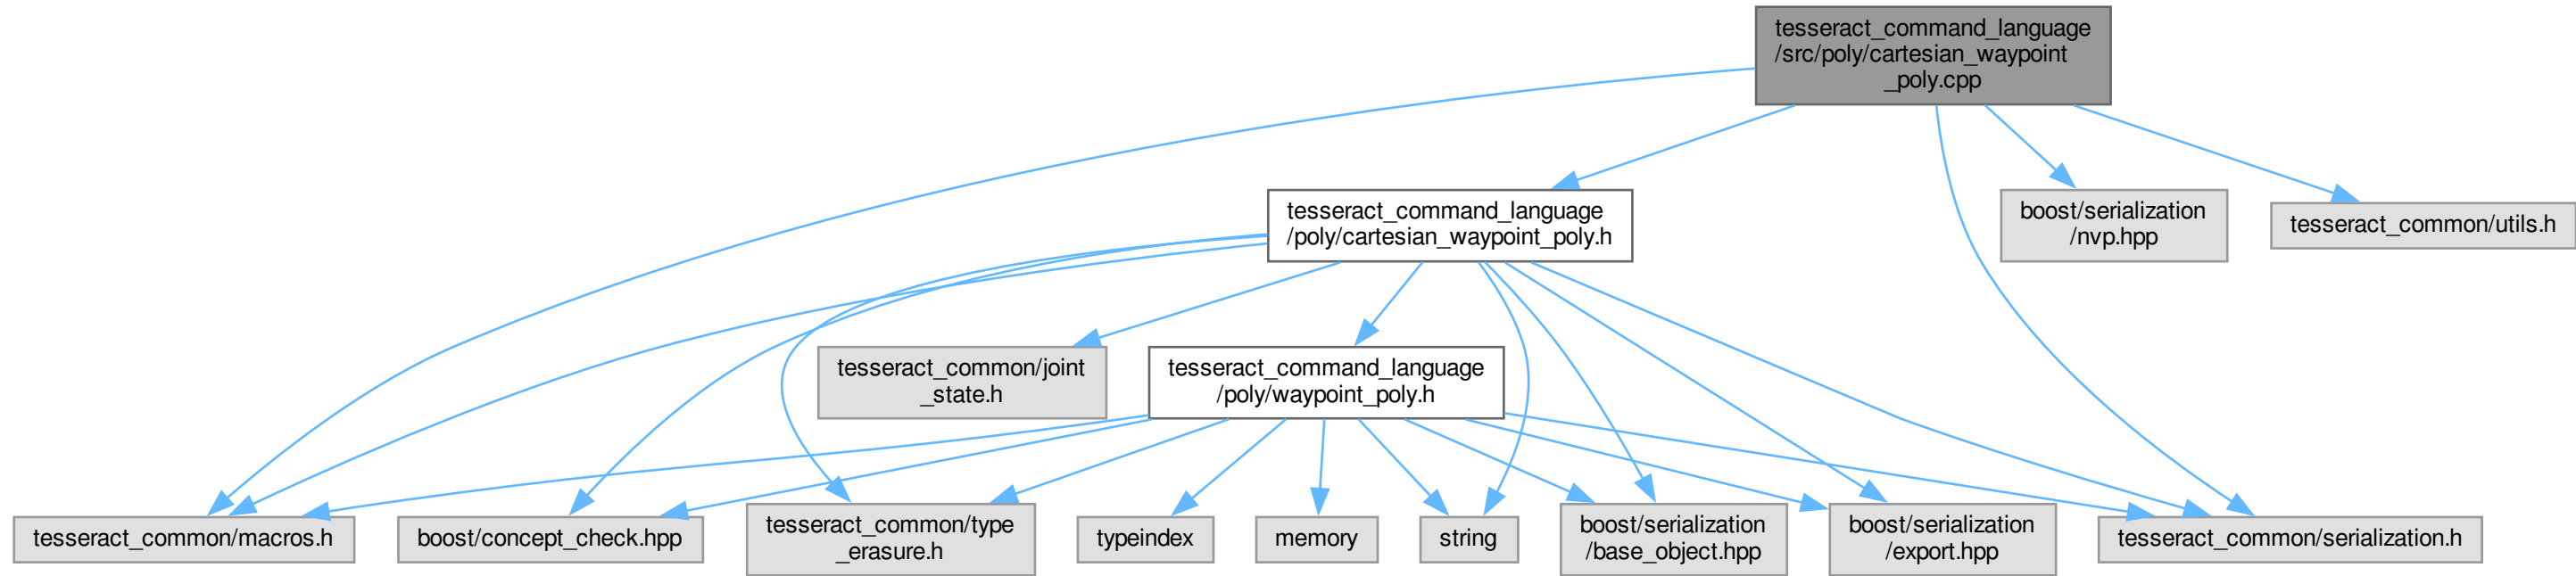 tesseract_command_language
/src/poly/cartesian_waypoint
_poly.cpp
tesseract_command_language
/poly/cartesian_waypoint_poly.h
boost/serialization
/nvp.hpp
tesseract_common/utils.h
tesseract_common/joint
_state.h
tesseract_command_language
/poly/waypoint_poly.h
tesseract_common/macros.h
boost/concept_check.hpp
tesseract_common/type
_erasure.h
typeindex
memory
string
boost/serialization
/base_object.hpp
boost/serialization
/export.hpp
tesseract_common/serialization.h